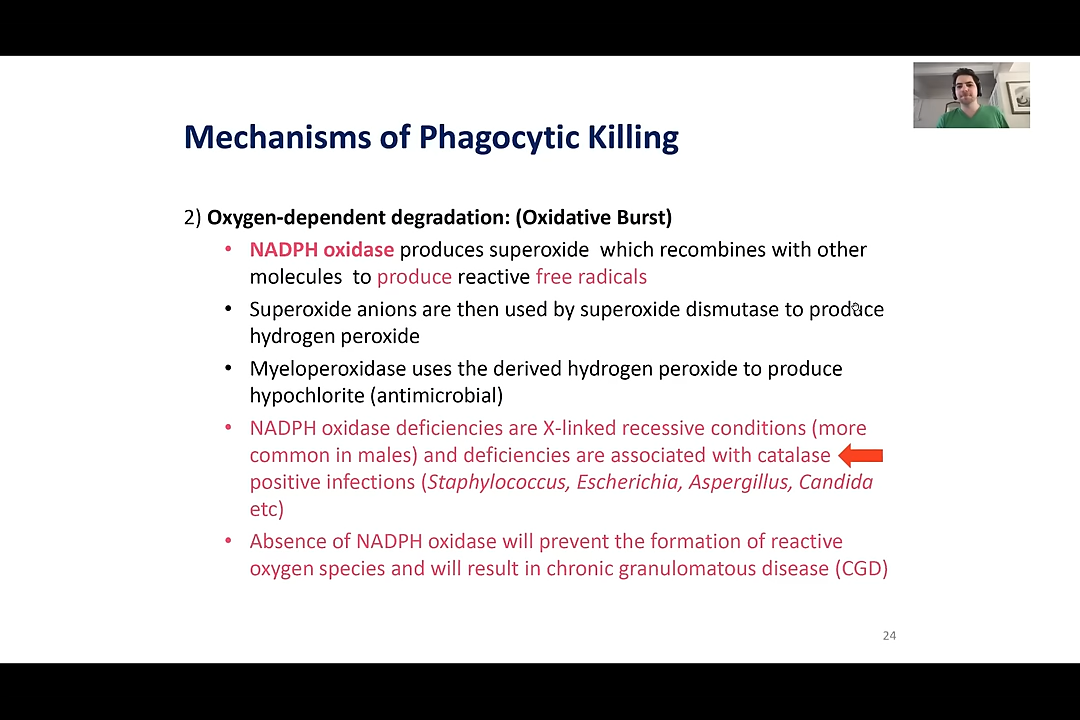 Mechanisms of Phagocytic Killing
2) Oxygen-dependent degradation: (Oxidative Burst)
• NADPH oxidase produces superoxide which recombines with other
molecules to produce reactive free radicals
• Superoxide anions are then used by superoxide dismutase to produce
hydrogen peroxide
• Myeloperoxidase uses the derived hydrogen peroxide to produce
hypochlorite (antimicrobial)
• NADPH oxidase deficiencies are X-linked recessive conditions (more
common in males) and deficiencies are associated with catalase
positive infections (Staphylococcus, Escherichia, Aspergillus, Candida
etc)
• Absence of NADPH oxidase will prevent the formation of reactive
oxygen species and will result in chronic granulomatous disease (CGD)
24